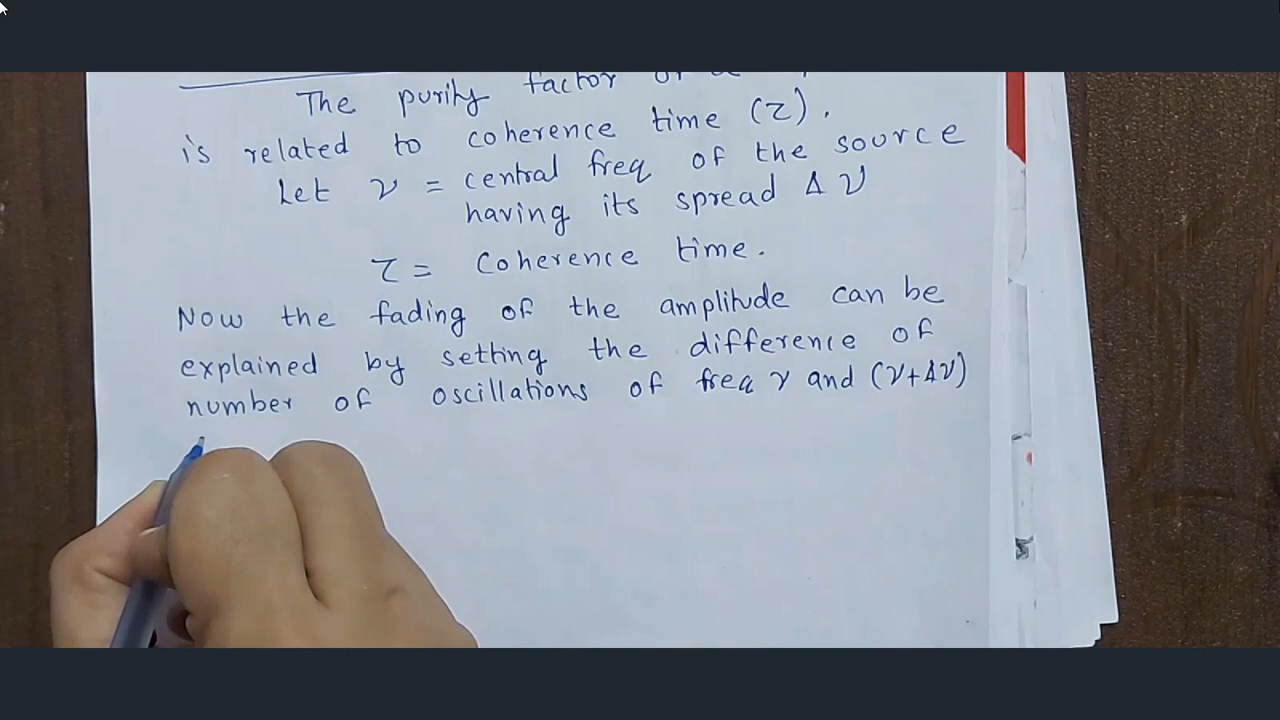 The purity factor of a
is related to coherence time (τ).
Let ν = central freq of the source
having its spread Δν
τ = Coherence time.
Now the fading of the amplitude can be
explained by setting the difference of
number of oscillations of freq ν and (ν+Δν)